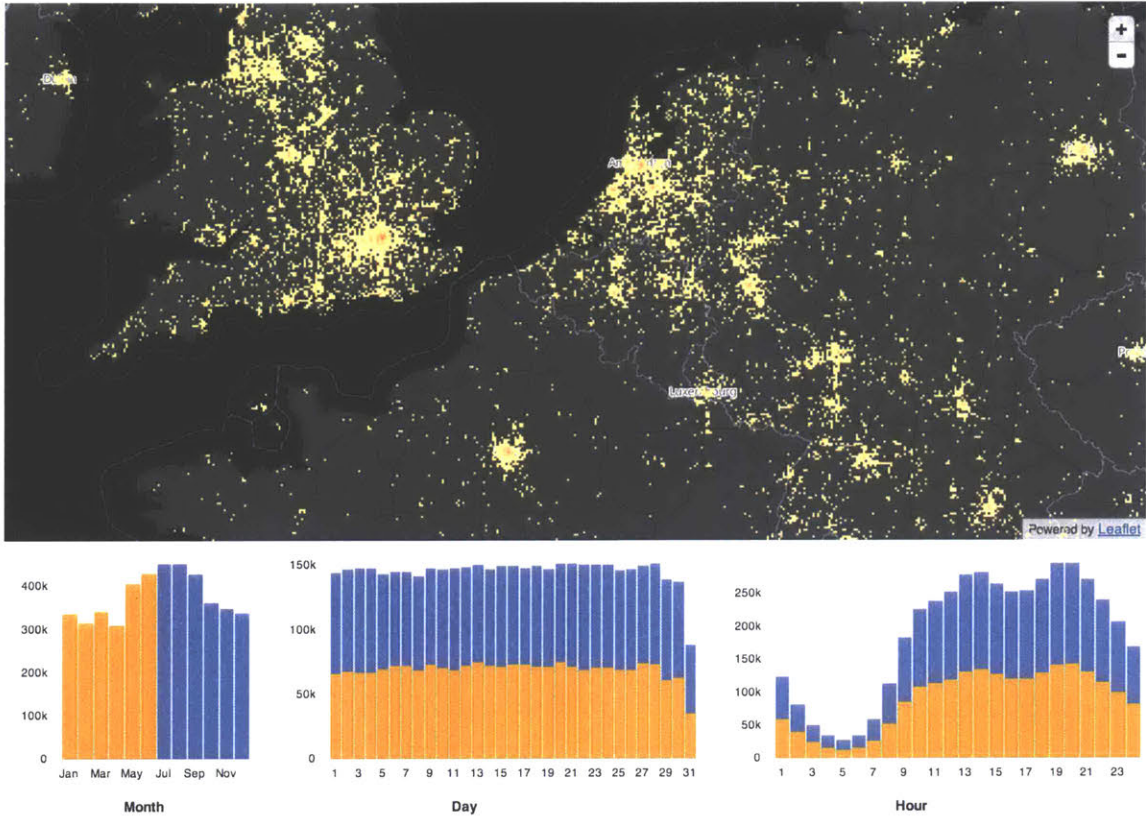 +
−
Luxembourg
Powered by Leaflet
400k
300k
200k
100k
0
Jan Mar May Jul Sep Nov
Month
150k
100k
50k
0
1 3 5 7 9 11 13 15 17 19 21 23 25 27 29 31
Day
250k
200k
150k
100k
50k
0
1 3 5 7 9 11 13 15 17 19 21 23
Hour